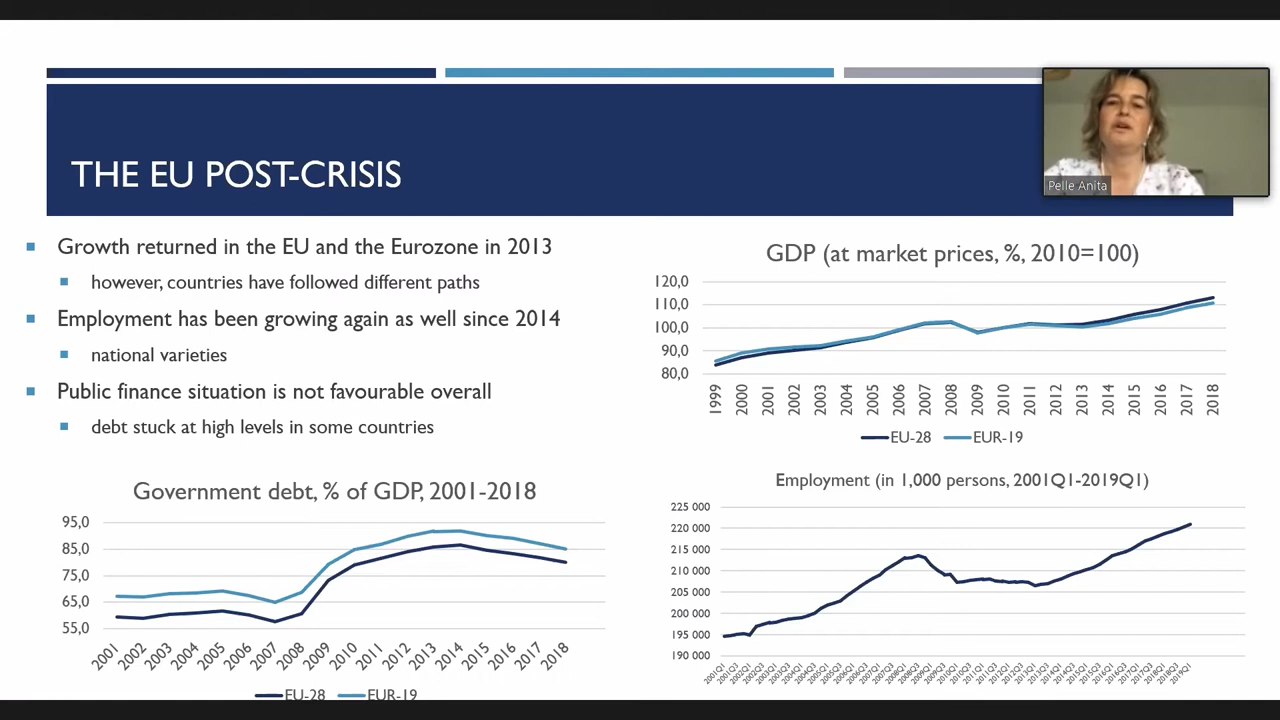 THE EU POST-CRISIS
Pelle Anita
Growth returned in the EU and the Eurozone in 2013
however, countries have followed different paths
Employment has been growing again as well since 2014
national varieties
Public finance situation is not favourable overall
debt stuck at high levels in some countries
GDP (at market prices, %, 2010=100)
120,0
110,0
100,0
90,0
80,0
1999 2000 2001 2002 2003 2004 2005 2006 2007 2008 2009 2010 2011 2012 2013 2014 2015 2016 2017 2018
EU-28 EUR-19
Government debt, % of GDP, 2001-2018
95,0
85,0
75,0
65,0
55,0
2001 2002 2003 2004 2005 2006 2007 2008 2009 2010 2011 2012 2013 2014 2015 2016 2017 2018
EU-28 EUR-19
Employment (in 1,000 persons, 2001Q1-2019Q1)
225 000
220 000
215 000
210 000
205 000
200 000
195 000
190 000